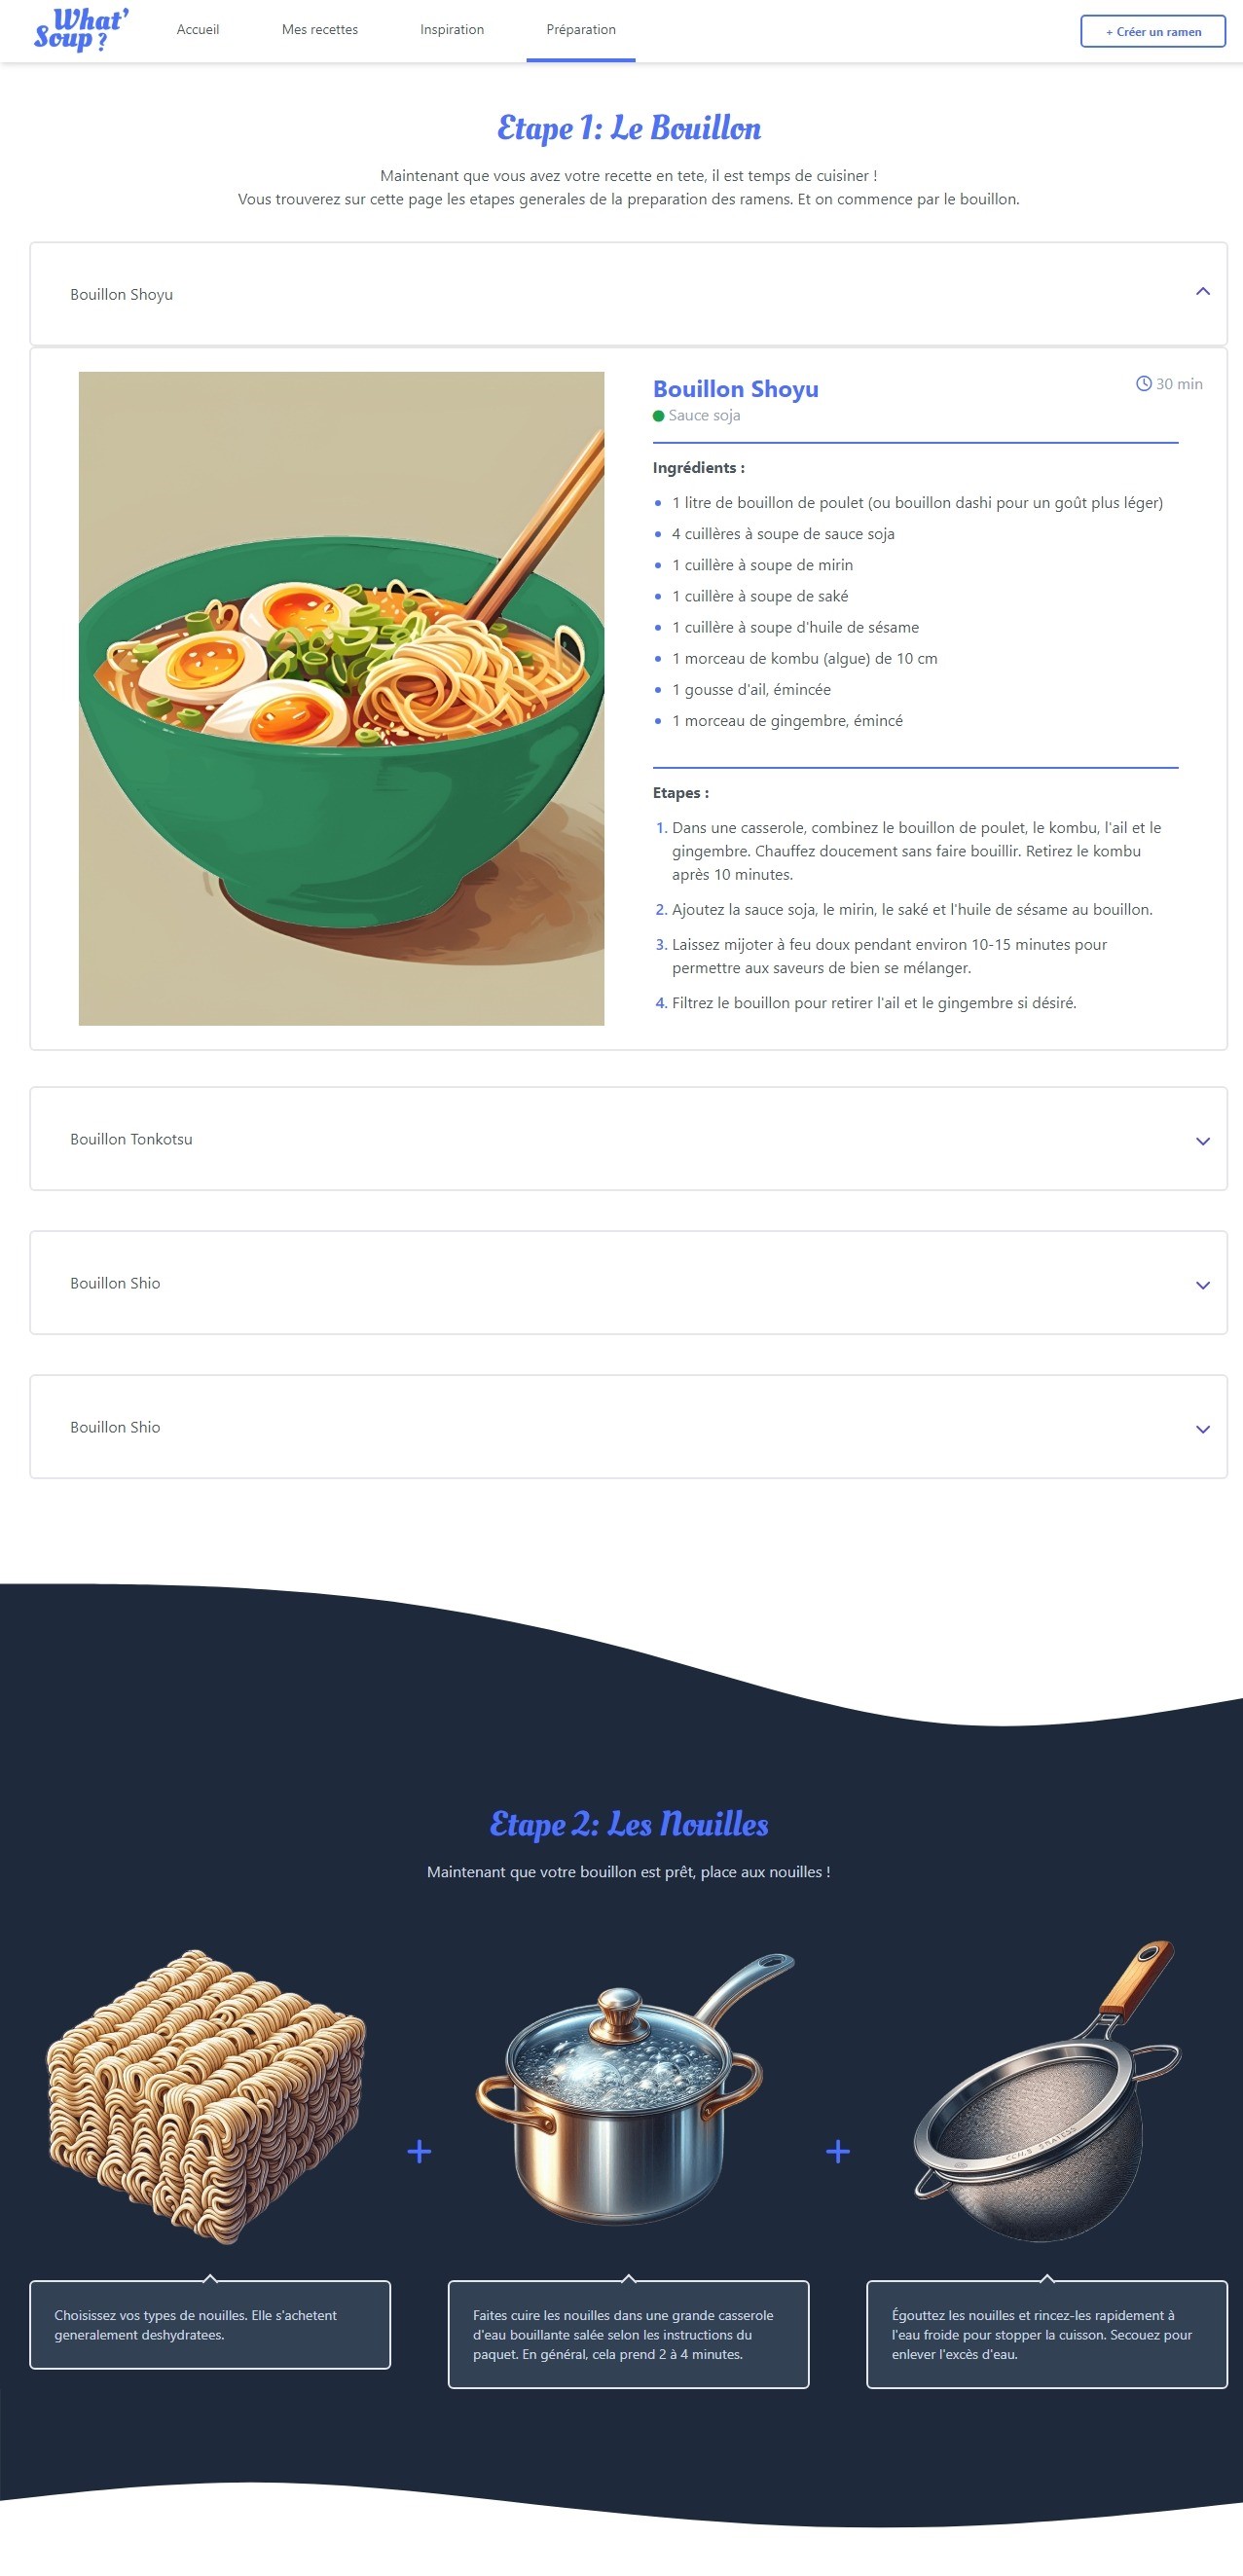 What'
Soup ?
Accueil
Mes recettes
Inspiration
Préparation
+ Créer un ramen
Etape 1: Le Bouillon
Maintenant que vous avez votre recette en tete, il est temps de cuisiner !
Vous trouverez sur cette page les etapes generales de la preparation des ramens. Et on commence par le bouillon.
Bouillon Shoyu
Bouillon Shoyu
30 min
Sauce soja
Ingrédients :
1 litre de bouillon de poulet (ou bouillon dashi pour un goût plus léger)
4 cuillères à soupe de sauce soja
1 cuillère à soupe de mirin
1 cuillère à soupe de saké
1 cuillère à soupe d'huile de sésame
1 morceau de kombu (algue) de 10 cm
1 gousse d'ail, émincée
1 morceau de gingembre, émincé
Etapes :
1. Dans une casserole, combinez le bouillon de poulet, le kombu, l'ail et le
gingembre. Chauffez doucement sans faire bouillir. Retirez le kombu
après 10 minutes.
2. Ajoutez la sauce soja, le mirin, le saké et l'huile de sésame au bouillon.
3. Laissez mijoter à feu doux pendant environ 10-15 minutes pour
permettre aux saveurs de bien se mélanger.
4. Filtrez le bouillon pour retirer l'ail et le gingembre si désiré.
Bouillon Tonkotsu
Bouillon Shio
Bouillon Shio
Etape 2: Les Nouilles
Maintenant que votre bouillon est prêt, place aux nouilles !
+
+
Choisissez vos types de nouilles. Elle s'achetent
generalement deshydratees.
Faites cuire les nouilles dans une grande casserole
d'eau bouillante salée selon les instructions du
paquet. En général, cela prend 2 à 4 minutes.
Égouttez les nouilles et rincez-les rapidement à
l'eau froide pour stopper la cuisson. Secouez pour
enlever l'excès d'eau.